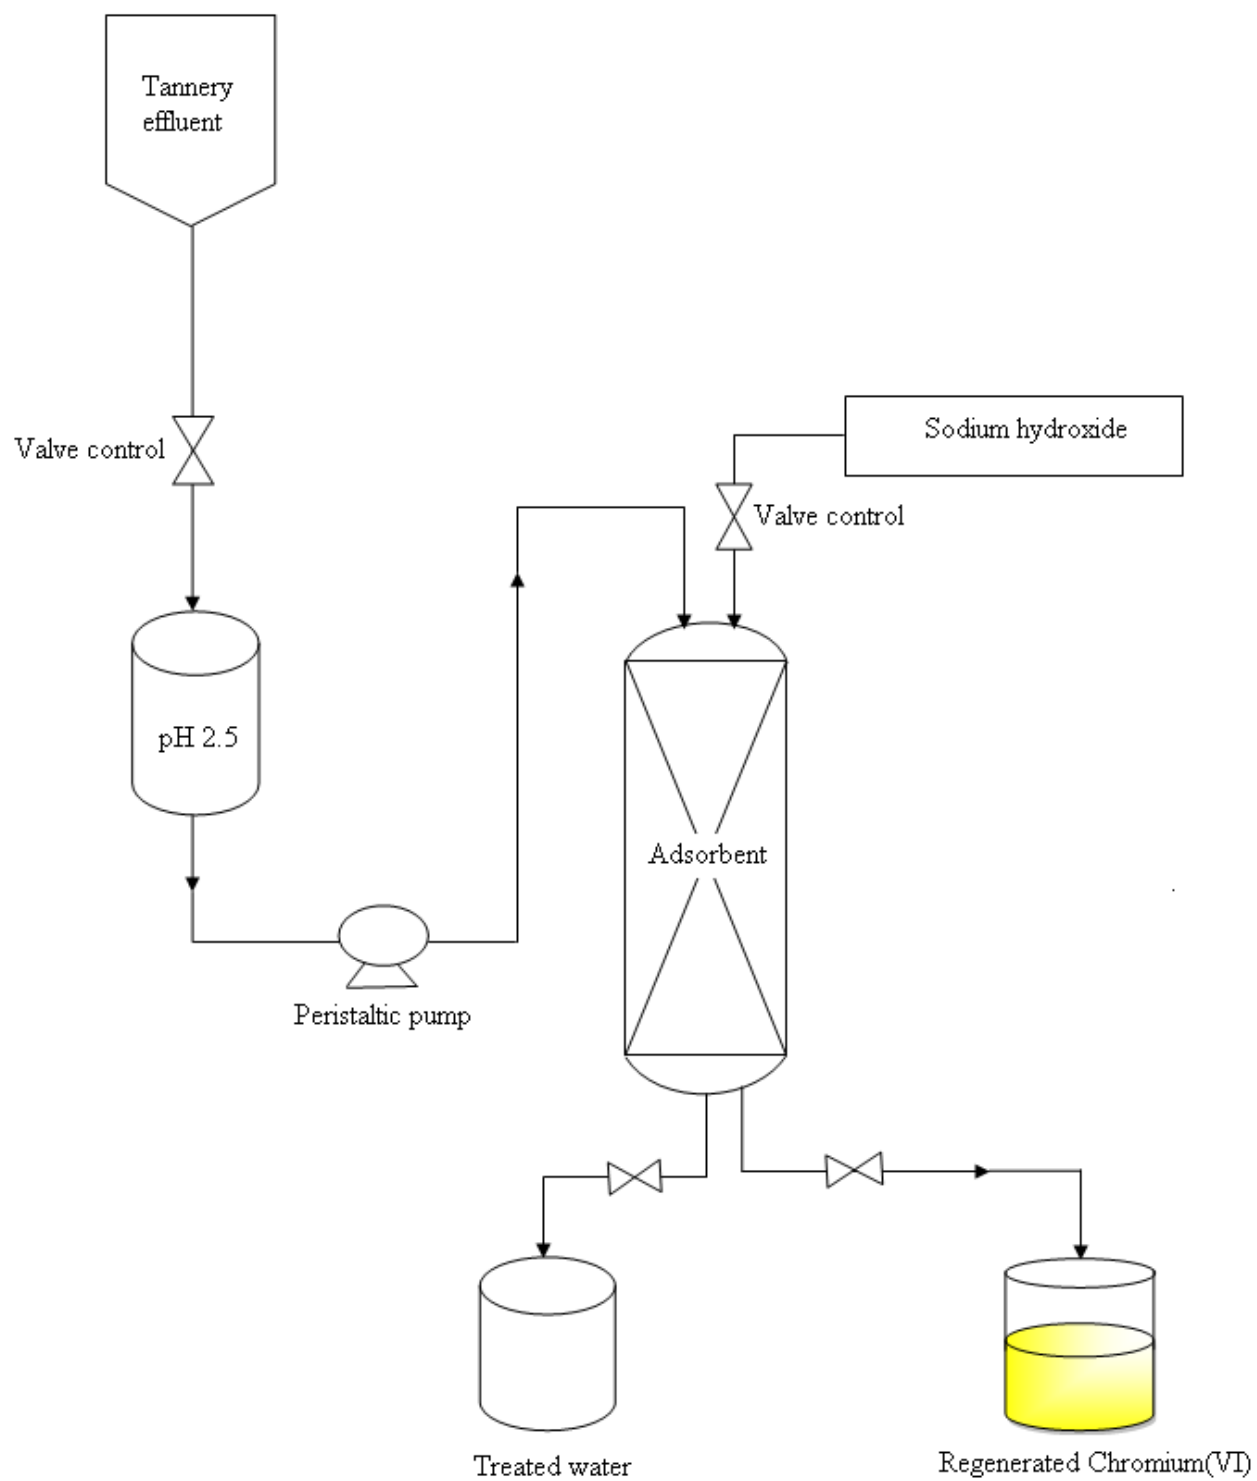 Tannery
effluent
Valve control
Sodium hydroxide
Valve control
pH 2.5
Adsorbent
Peristaltic pump
Treated water
Regenerated Chromium(VI)